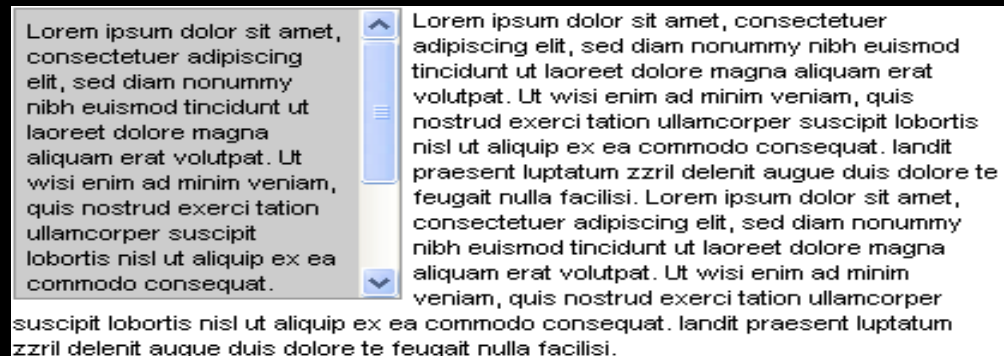 Lorem ipsum dolor sit amet,
consectetuer adipiscing
elit, sed diam nonummy
nibh euismod tincidunt ut
laoreet dolore magna
aliquam erat volutpat. Ut
wisi enim ad minim veniam,
quis nostrud exerci tation
ullamcorper suscipit
lobortis nisl ut aliquip ex ea
commodo consequat.
Lorem ipsum dolor sit amet, consectetuer
adipiscing elit, sed diam nonummy nibh euismod
tincidunt ut laoreet dolore magna aliquam erat
volutpat. Ut wisi enim ad minim veniam, quis
nostrud exerci tation ullamcorper suscipit lobortis
nisl ut aliquip ex ea commodo consequat. landit
praesent luptatum zzril delenit augue duis dolore te
feugait nulla facilisi. Lorem ipsum dolor sit amet,
consectetuer adipiscing elit, sed diam nonummy
nibh euismod tincidunt ut laoreet dolore magna
aliquam erat volutpat. Ut wisi enim ad minim
veniam, quis nostrud exerci tation ullamcorper
suscipit lobortis nisl ut aliquip ex ea commodo consequat. landit praesent luptatum
zzril delenit augue duis dolore te feugait nulla facilisi.